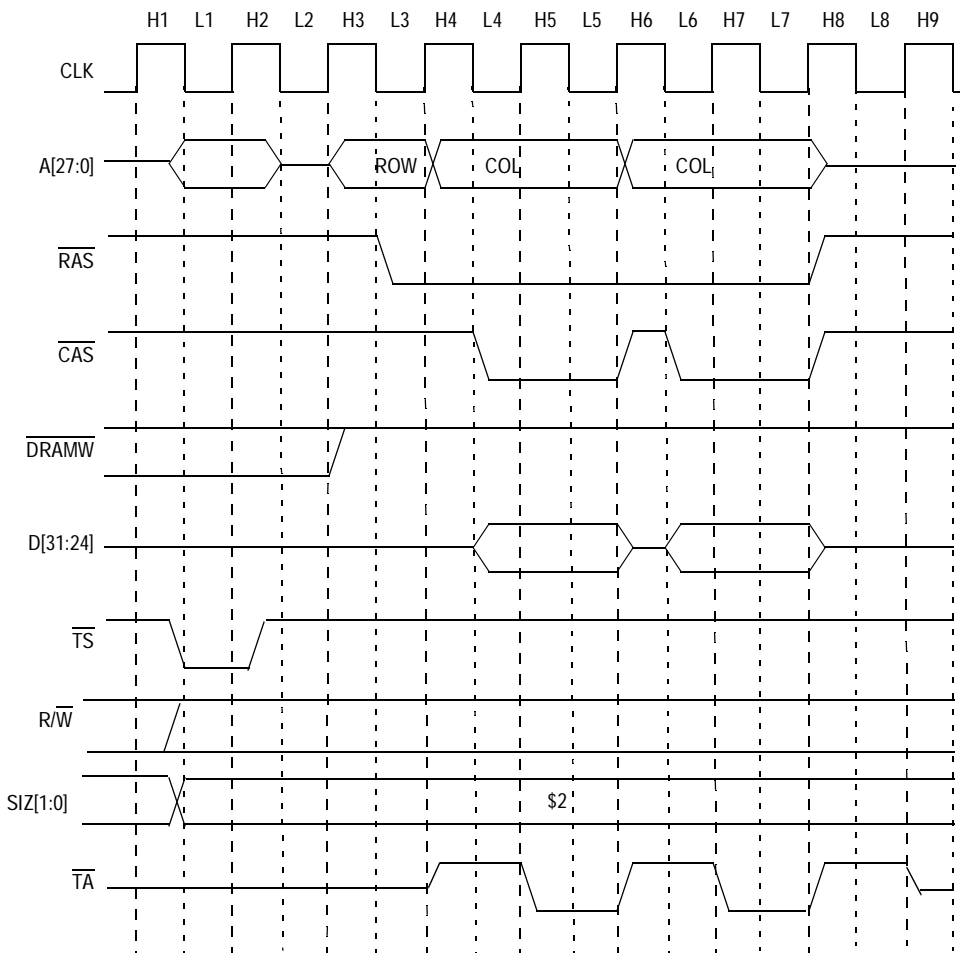 H1 L1 H2 L2 H3 L3 H4 L4 H5 L5 H6 L6 H7 L7 H8 L8 H9
CLK
A[27:0] ROW COL COL
RAS
CAS
DRAMW
D[31:24]
TS
R/W
SIZ[1:0] $2
TA